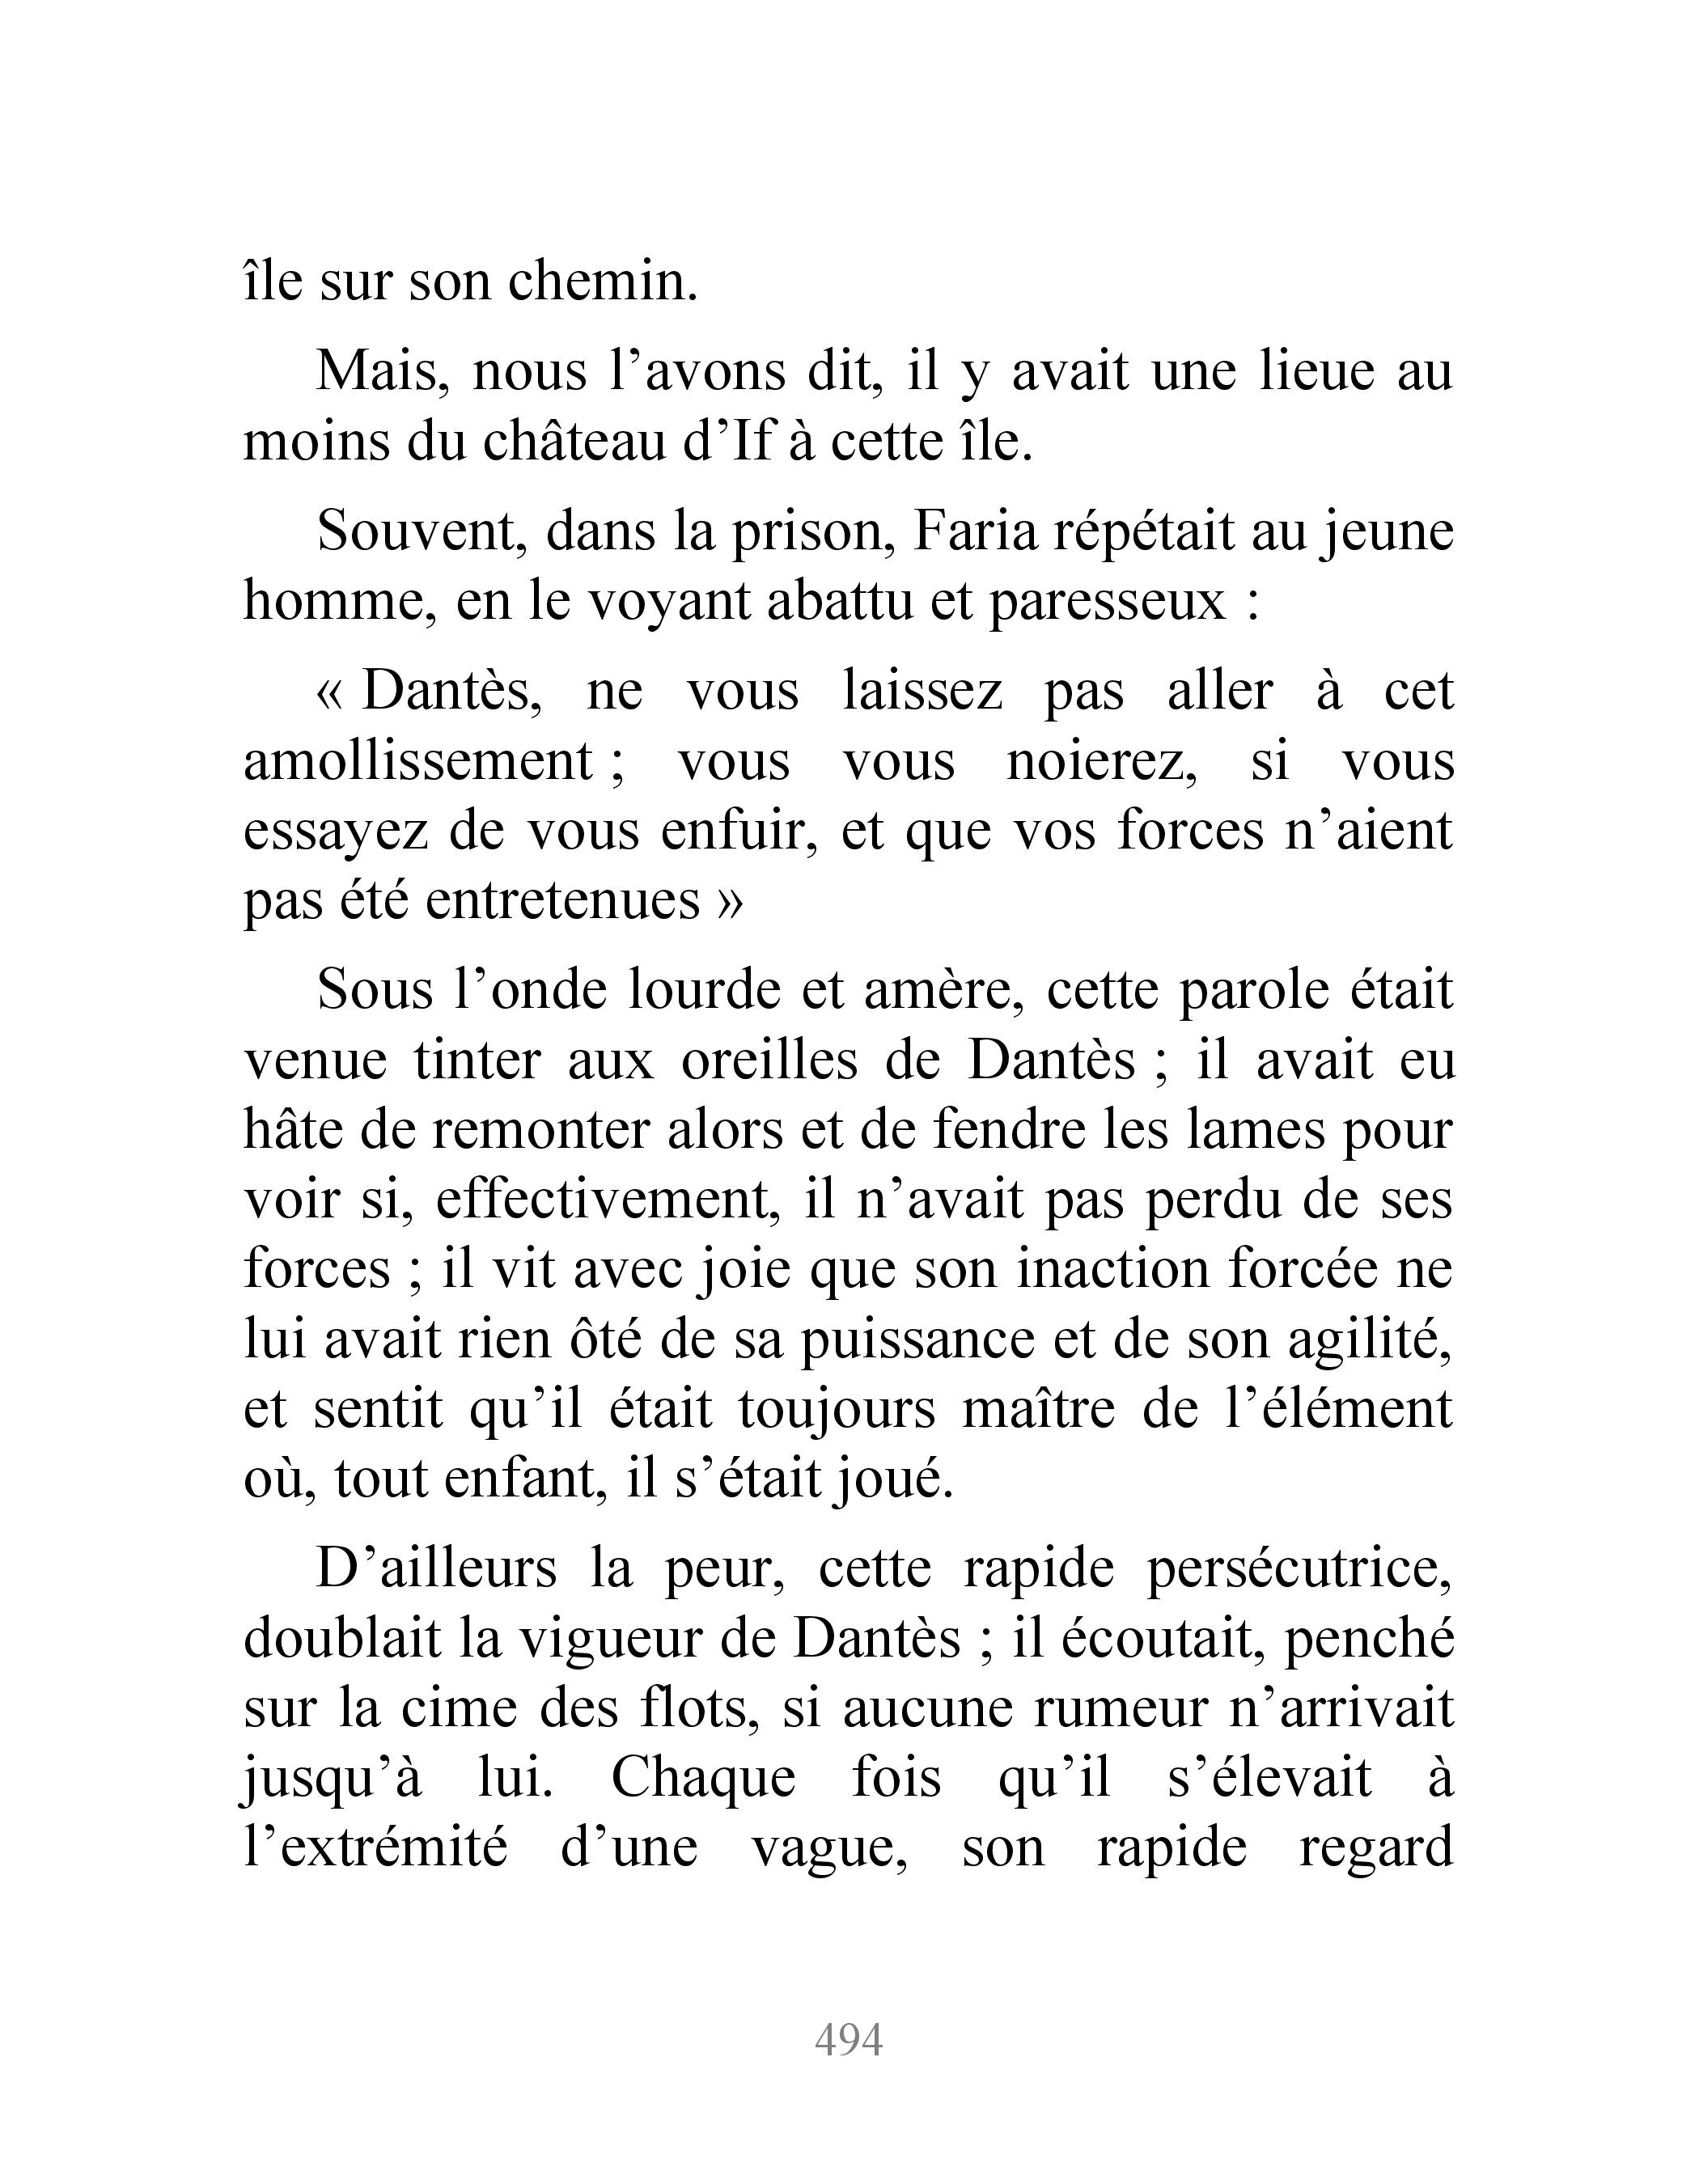 île sur son chemin.
Mais, nous l’avons dit, il y avait une lieue au
moins du château d’If à cette île.
Souvent, dans la prison, Faria répétait au jeune
homme, en le voyant abattu et paresseux :
« Dantès, ne vous laissez pas aller à cet
amollissement ; vous vous noierez, si vous
essayez de vous enfuir, et que vos forces n’aient
pas été entretenues »
Sous l’onde lourde et amère, cette parole était
venue tinter aux oreilles de Dantès ; il avait eu
hâte de remonter alors et de fendre les lames pour
voir si, effectivement, il n’avait pas perdu de ses
forces ; il vit avec joie que son inaction forcée ne
lui avait rien ôté de sa puissance et de son agilité,
et sentit qu’il était toujours maître de l’élément
où, tout enfant, il s’était joué.
D’ailleurs la peur, cette rapide persécutrice,
doublait la vigueur de Dantès ; il écoutait, penché
sur la cime des flots, si aucune rumeur n’arrivait
jusqu’à lui. Chaque fois qu’il s’élevait à
l’extrémité d’une vague, son rapide regard
494